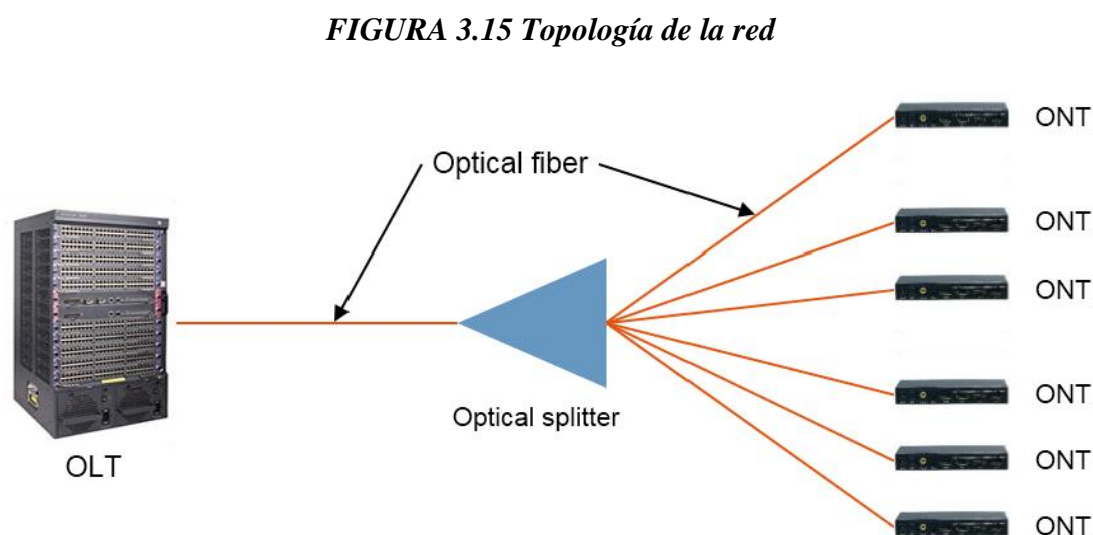 FIGURA 3.15 Topología de la red
ONT
Optical fiber
ONT
ONT
ONT
Optical splitter
OLT
ONT
ONT